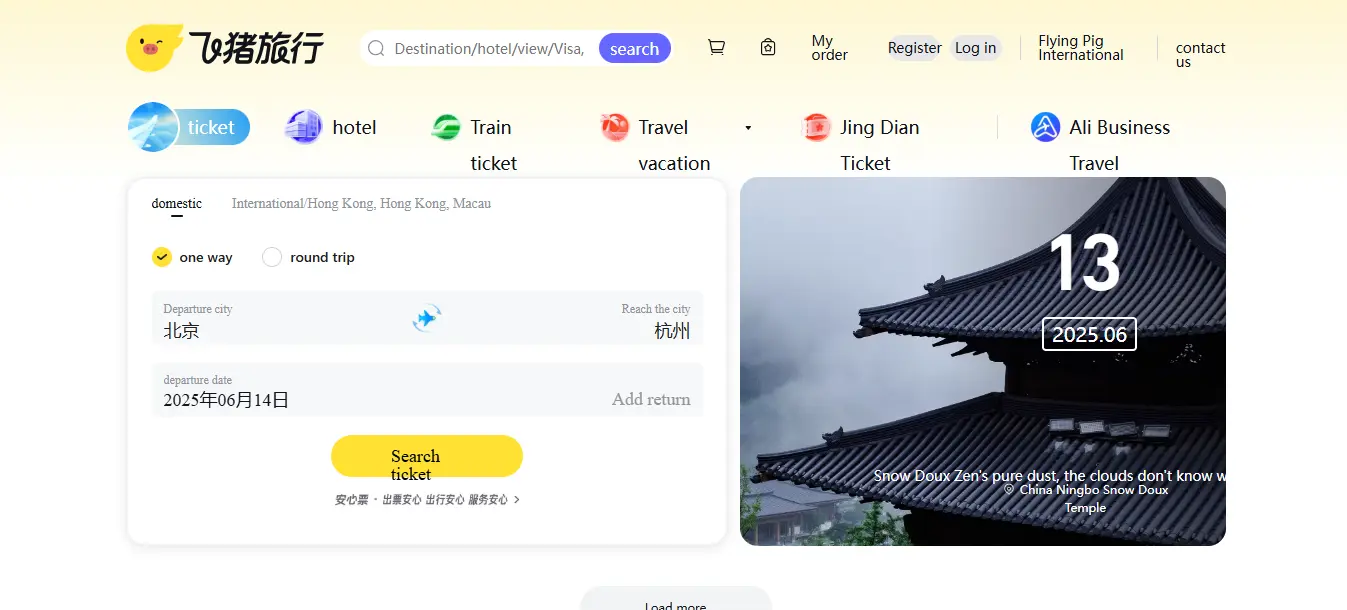 飞猪旅行
Destination/hotel/view/Visa,
search
My
order
Register
Log in
Flying Pig
International
contact
us
ticket
hotel
Train
ticket
Travel
vacation
Jing Dian
Ticket
Ali Business
Travel
domestic
International/Hong Kong, Hong Kong, Macau
one way
round trip
Departure city
Reach the city
北京
杭州
departure date
2025年06月14日
Add return
Search
ticket
安心票 · 出票安心 出行安心 服务安心
13
2025.06
Snow Doux Zen's pure dust, the clouds don't know w
China Ningbo Snow Doux
Temple
Load more